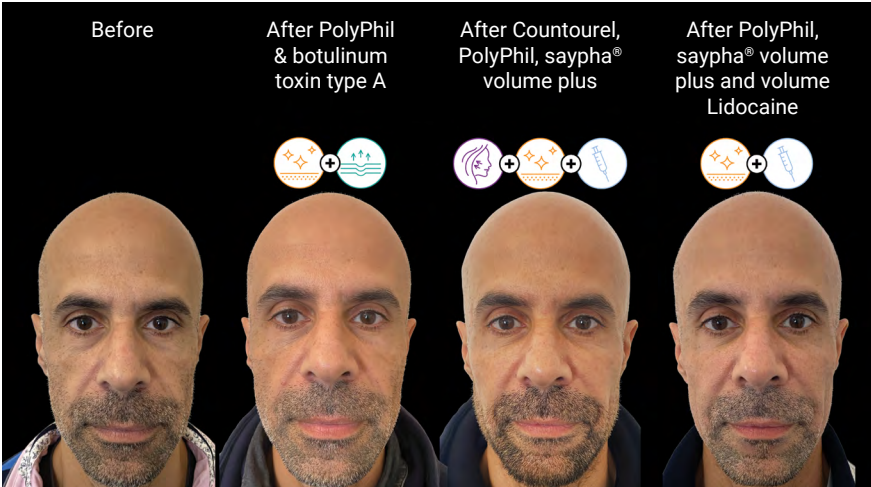 Before
After PolyPhil
& botulinum
toxin type A
After Countourel,
PolyPhil, saypha®
volume plus
After PolyPhil,
saypha® volume
plus and volume
Lidocaine